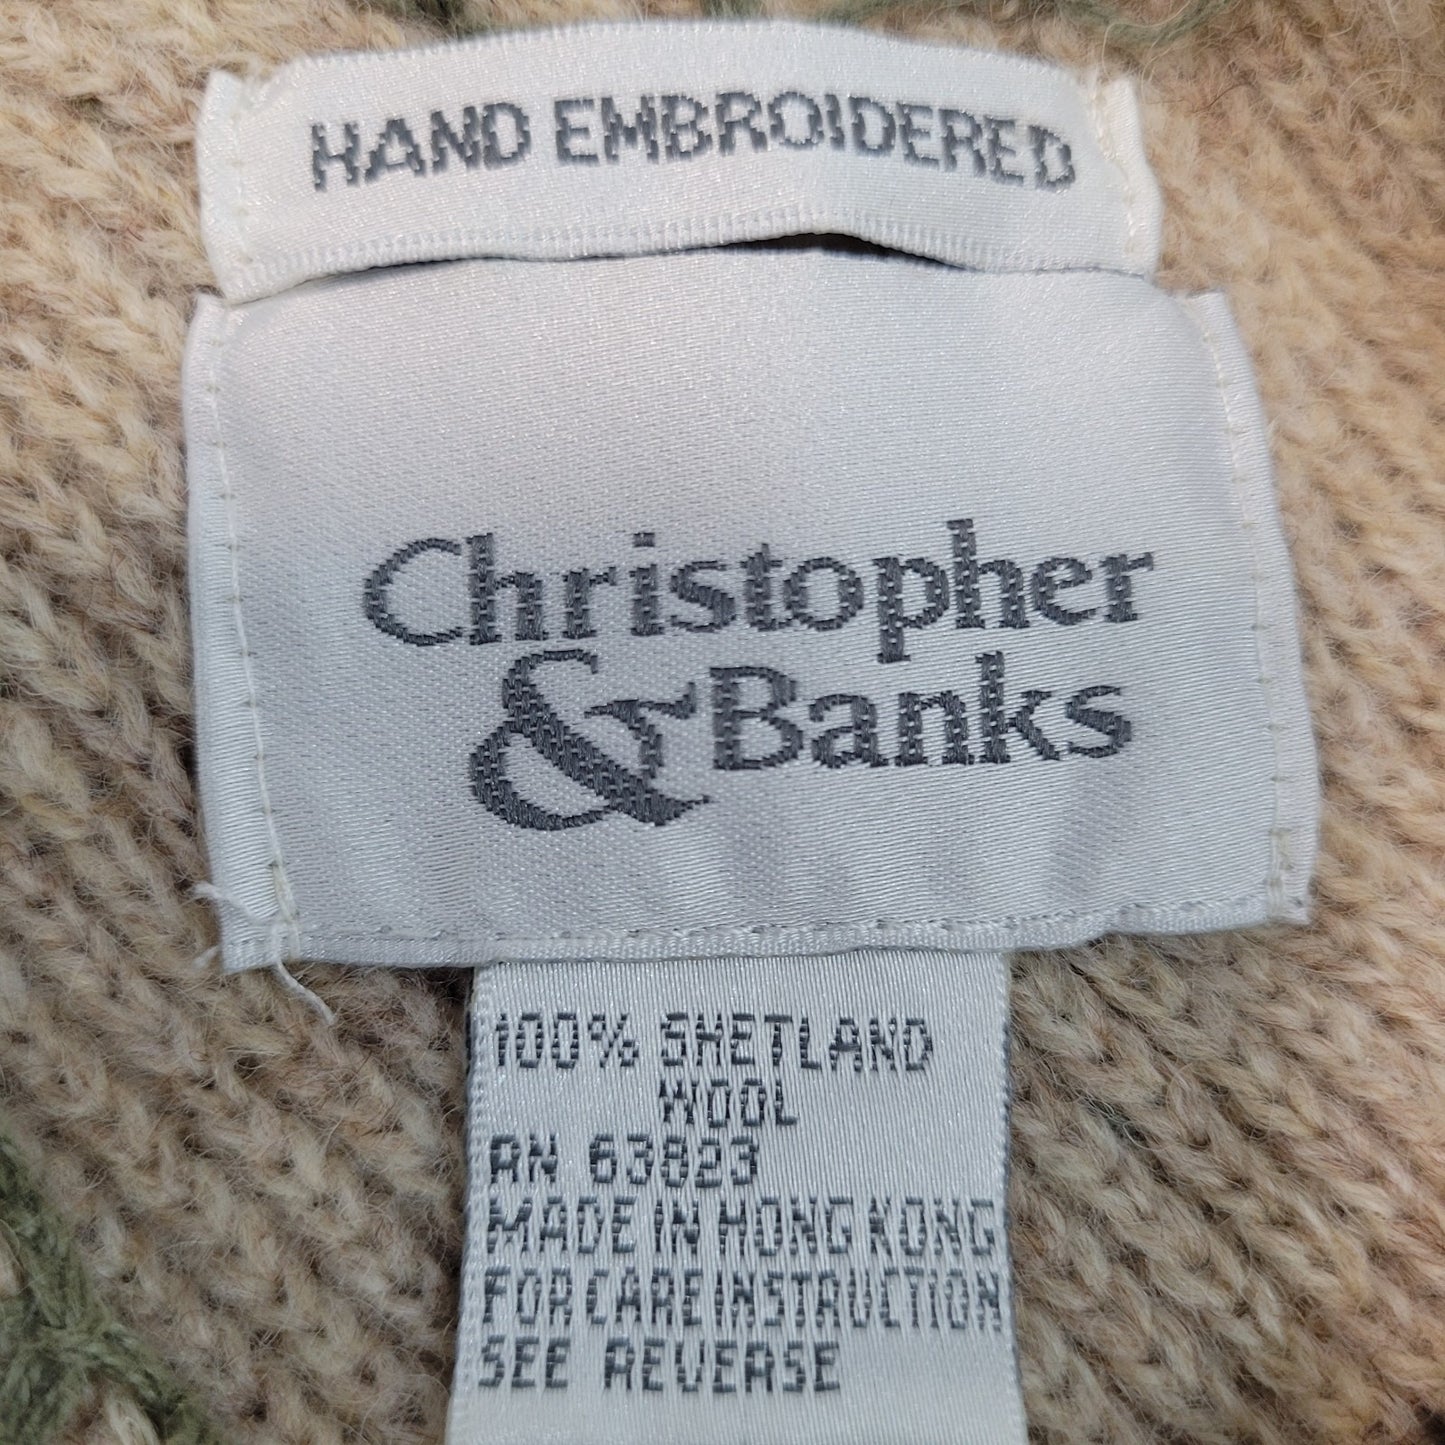 HAND EMBROIDERED
Christopher
& Banks
100% SHETLAND
WOOL
RN 63823
MADE IN HONG KONG
FOR CARE INSTRUCTION
SEE REVERSE